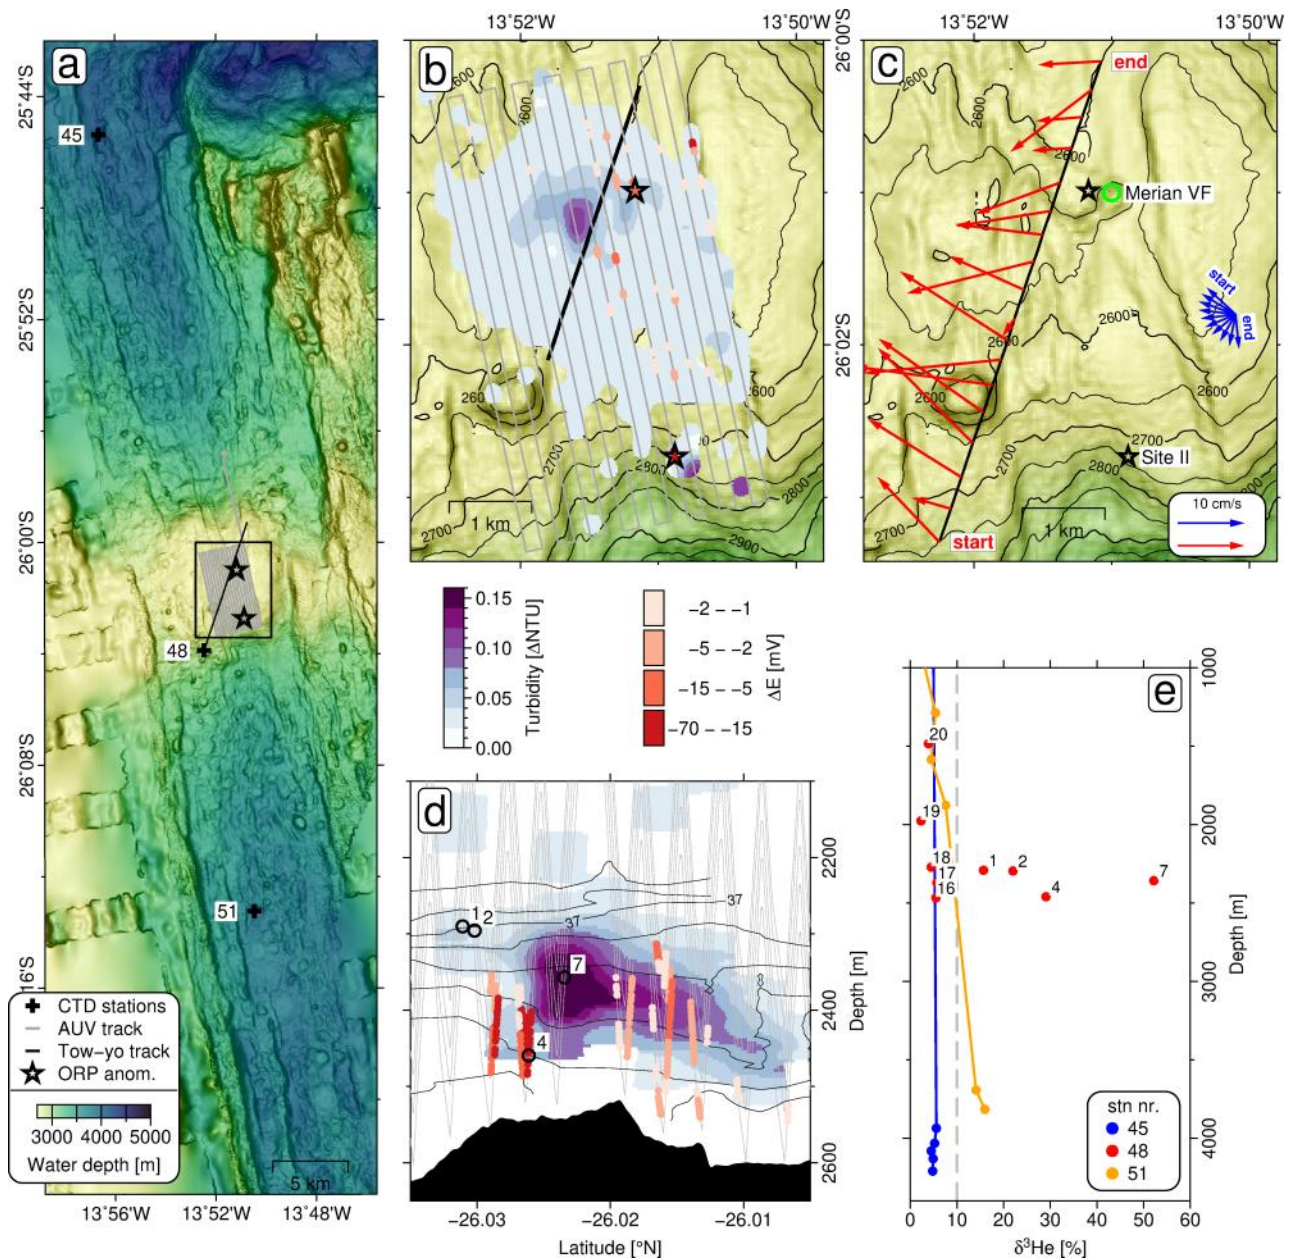 13°52'W
13°50'W
13°52'W
13°50'W
a
45
25°44'S
25°52'S
26°00'S
48
26°08'S
51
16'S
CTD stations
AUV track
Tow-yo track
ORP anom.
3000 4000 5000
Water depth [m]
5 km
13°56'W
13°52'W
13°48'W
b
2600
2600
2600
2700
2800
2800
2700
2900
1 km
26°00'S
26°02'S
c
end
2600
2600
2800
Merian VF
start
end
2600
2600
2600
2700
Site II
2800
2700
start
1 km
10 cm/s
0.15
0.10
0.05
0.00
Turbidity [ΔNTU]
-2 - -1
-5 - -2
-15 - -5
-70 - -15
ΔE [mV]
d
1 2
37
37
7
4
2200
2400
2600
Depth [m]
-26.03
-26.02
-26.01
Latitude [°N]
e
20
19
18
17
16
1
2
4
7
1000
2000
3000
4000
Depth [m]
stn nr.
45
48
51
0 10 20 30 40 50 60
δ³He [%]